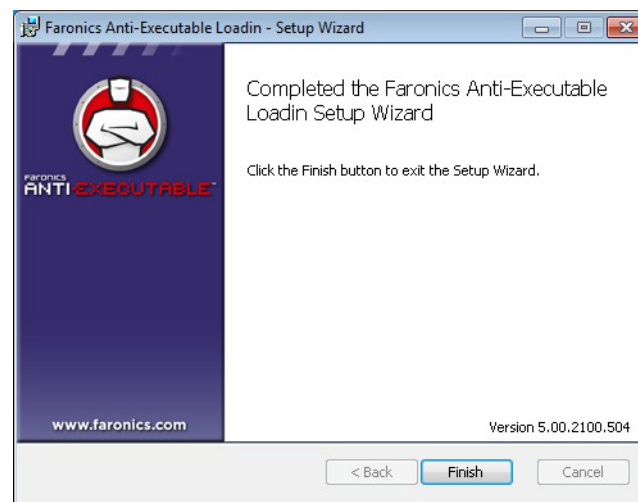 Faronics Anti-Executable Loadin - Setup Wizard
Completed the Faronics Anti-Executable
Loadin Setup Wizard
Click the Finish button to exit the Setup Wizard.
FARONICS
ANTI-EXECUTABLE™
www.faronics.com
Version 5.00.2100.504
< Back
Finish
Cancel